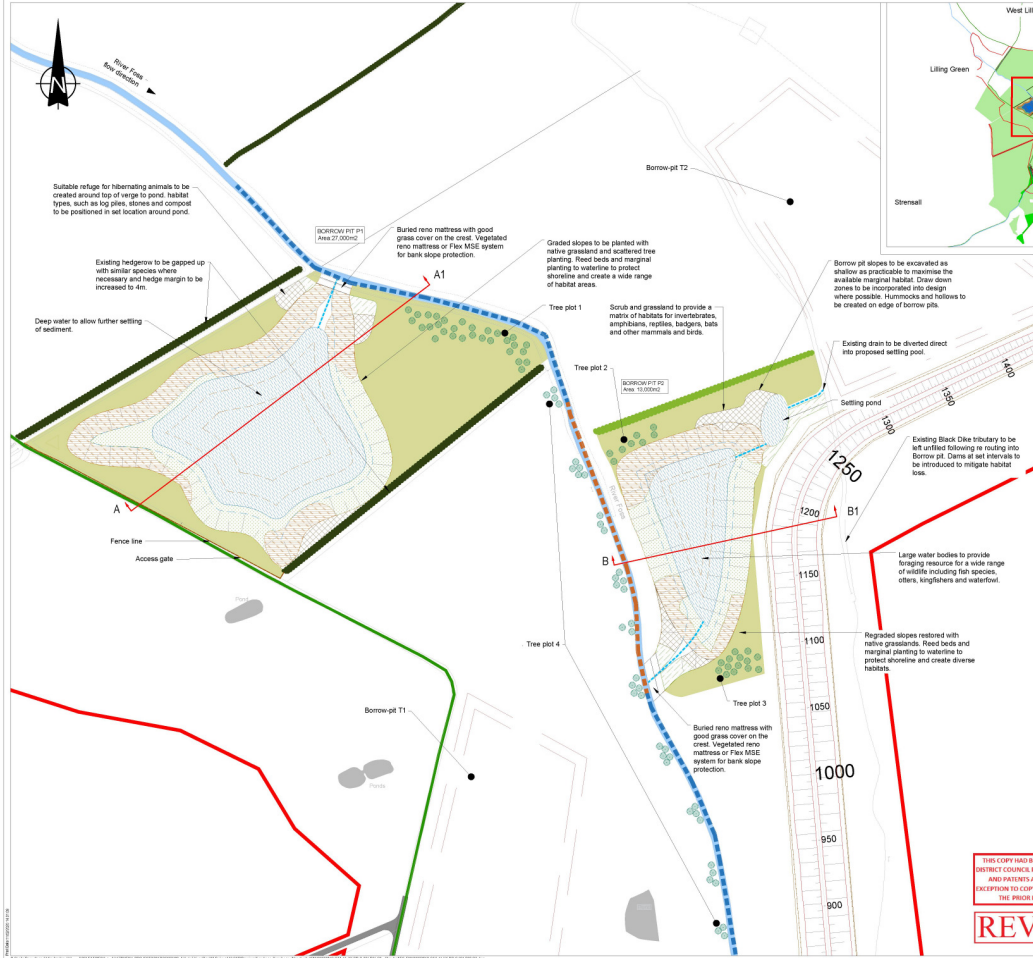 West Lill
Lilling Green
Strensall
River Foss
flow direction
N
Borrow-pit T2
Suitable refuge for hibernating animals to be
created around top of verge to pond. habitat
types, such as log piles, stones and compost
to be positioned in set location around pond.
BORROW PIT P1
Area:27,000m2
Buried reno mattress with good
grass cover on the crest. Vegetated
reno mattress or Flex MSE system
for bank slope protection.
Graded slopes to be planted with
native grassland and scattered tree
planting. Reed beds and marginal
planting to waterline to protect
shoreline and create a wide range
of habitat areas.
Existing hedgerow to be gapped up
with similar species where
necessary and hedge margin to be
increased to 4m.
Borrow pit slopes to be excavated as
shallow as practicable to maximise the
available marginal habitat. Draw down
zones to be incorporated into design
where possible. Hummocks and hollows to
be created on edge of borrow pits.
A1
Tree plot 1
Scrub and grassland to provide a
matrix of habitats for invertebrates,
amphibians, reptiles, badgers, bats
and other mammals and birds.
Deep water to allow further settling
of sediment.
Existing drain to be diverted direct
into proposed settling pool.
Tree plot 2
BORROW PIT P2
Area: 13,000m2
Settling pond
1400
1350
1300
1250
1200
1150
1100
1050
1000
950
900
Existing Black Dike tributary to be
left unfilled following re routing into
Borrow pit. Dams at set intervals to
be introduced to mitigate habitat
loss.
River Foss
A
B1
B
Fence line
Access gate
Large water bodies to provide
foraging resource for a wide range
of wildlife including fish species,
otters, kingfishers and waterfowl.
Pond
Tree plot 4
Regraded slopes restored with
native grasslands. Reed beds and
marginal planting to waterline to
protect shoreline and create diverse
habitats.
Tree plot 3
Borrow-pit T1
Buried reno mattress with
good grass cover on the
crest. Vegetated reno
mattress or Flex MSE
system for bank slope
protection.
Ponds
THIS COPY HAD B
DISTRICT COUNCIL
AND PATENTS A
EXCEPTION TO COP
THE PRIOR
REV